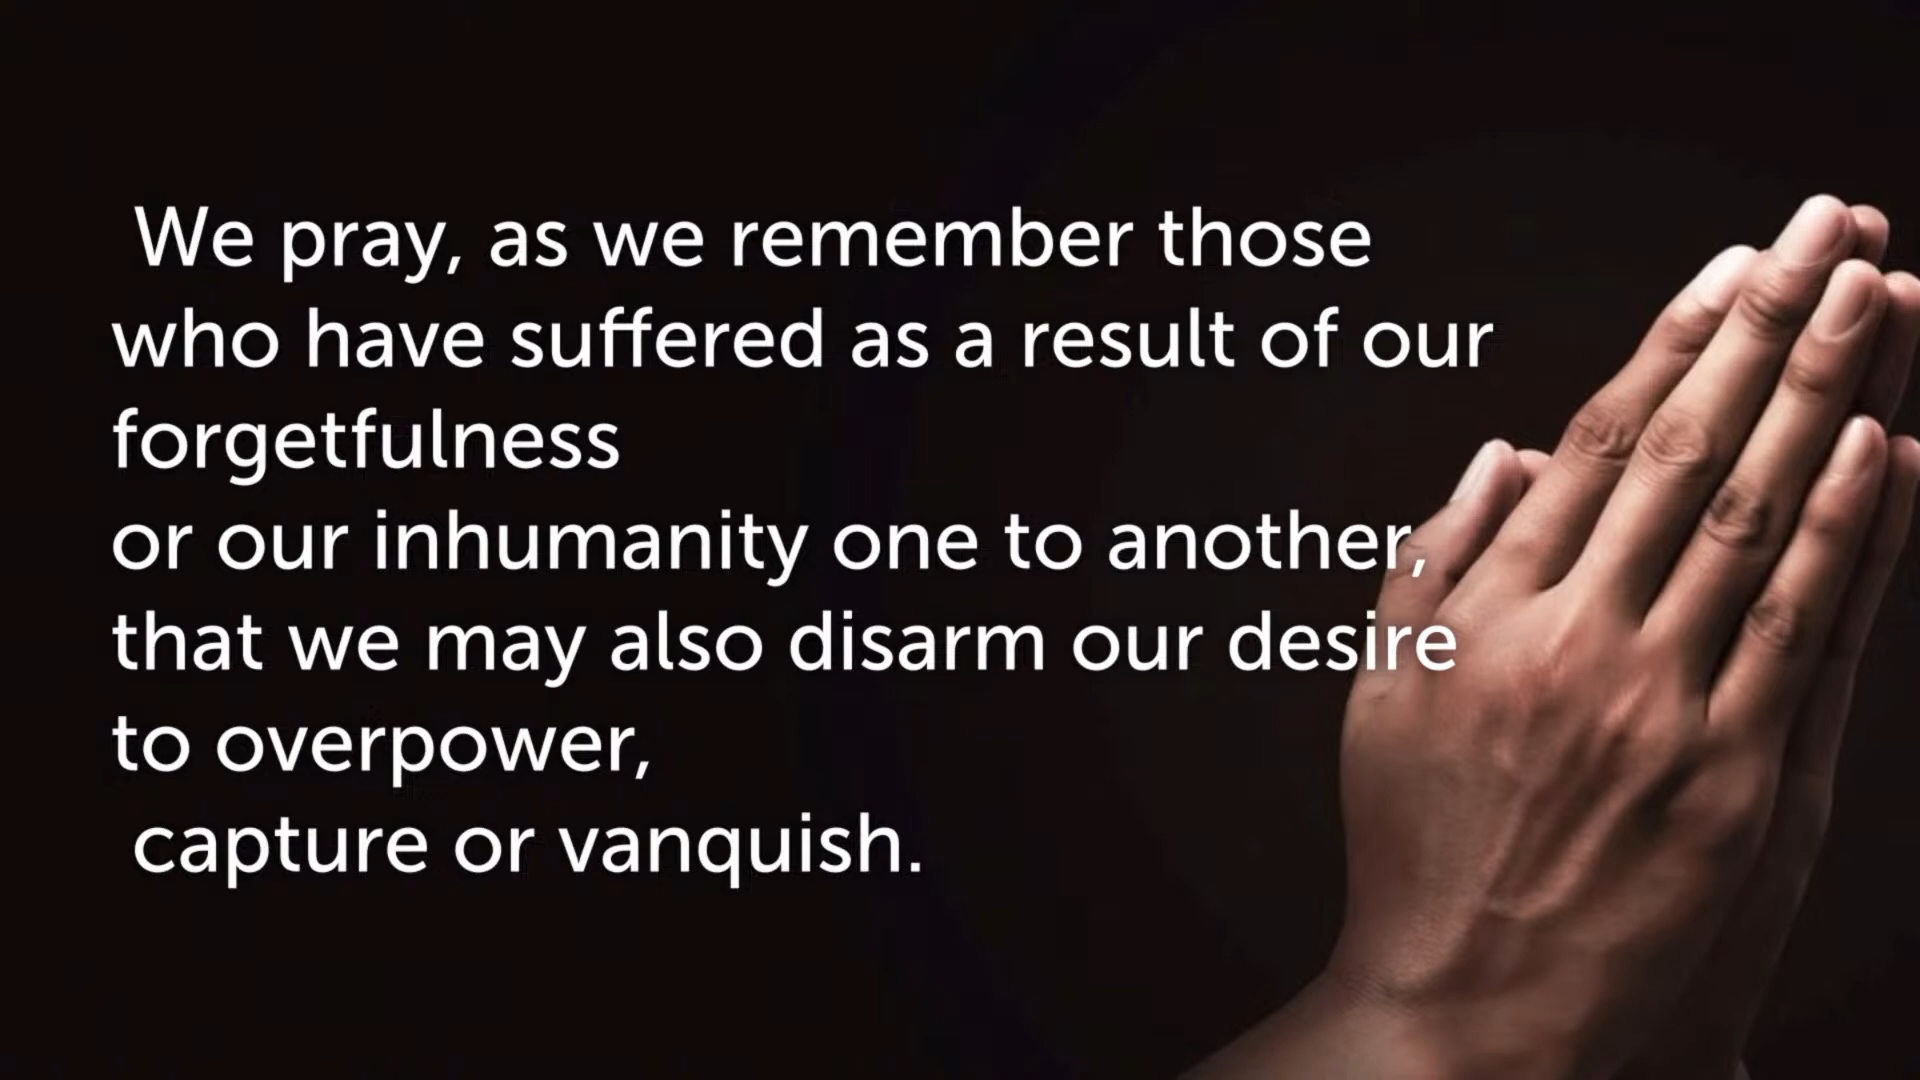 We pray, as we remember those
who have suffered as a result of our
forgetfulness
or our inhumanity one to another,
that we may also disarm our desire
to overpower,
capture or vanquish.